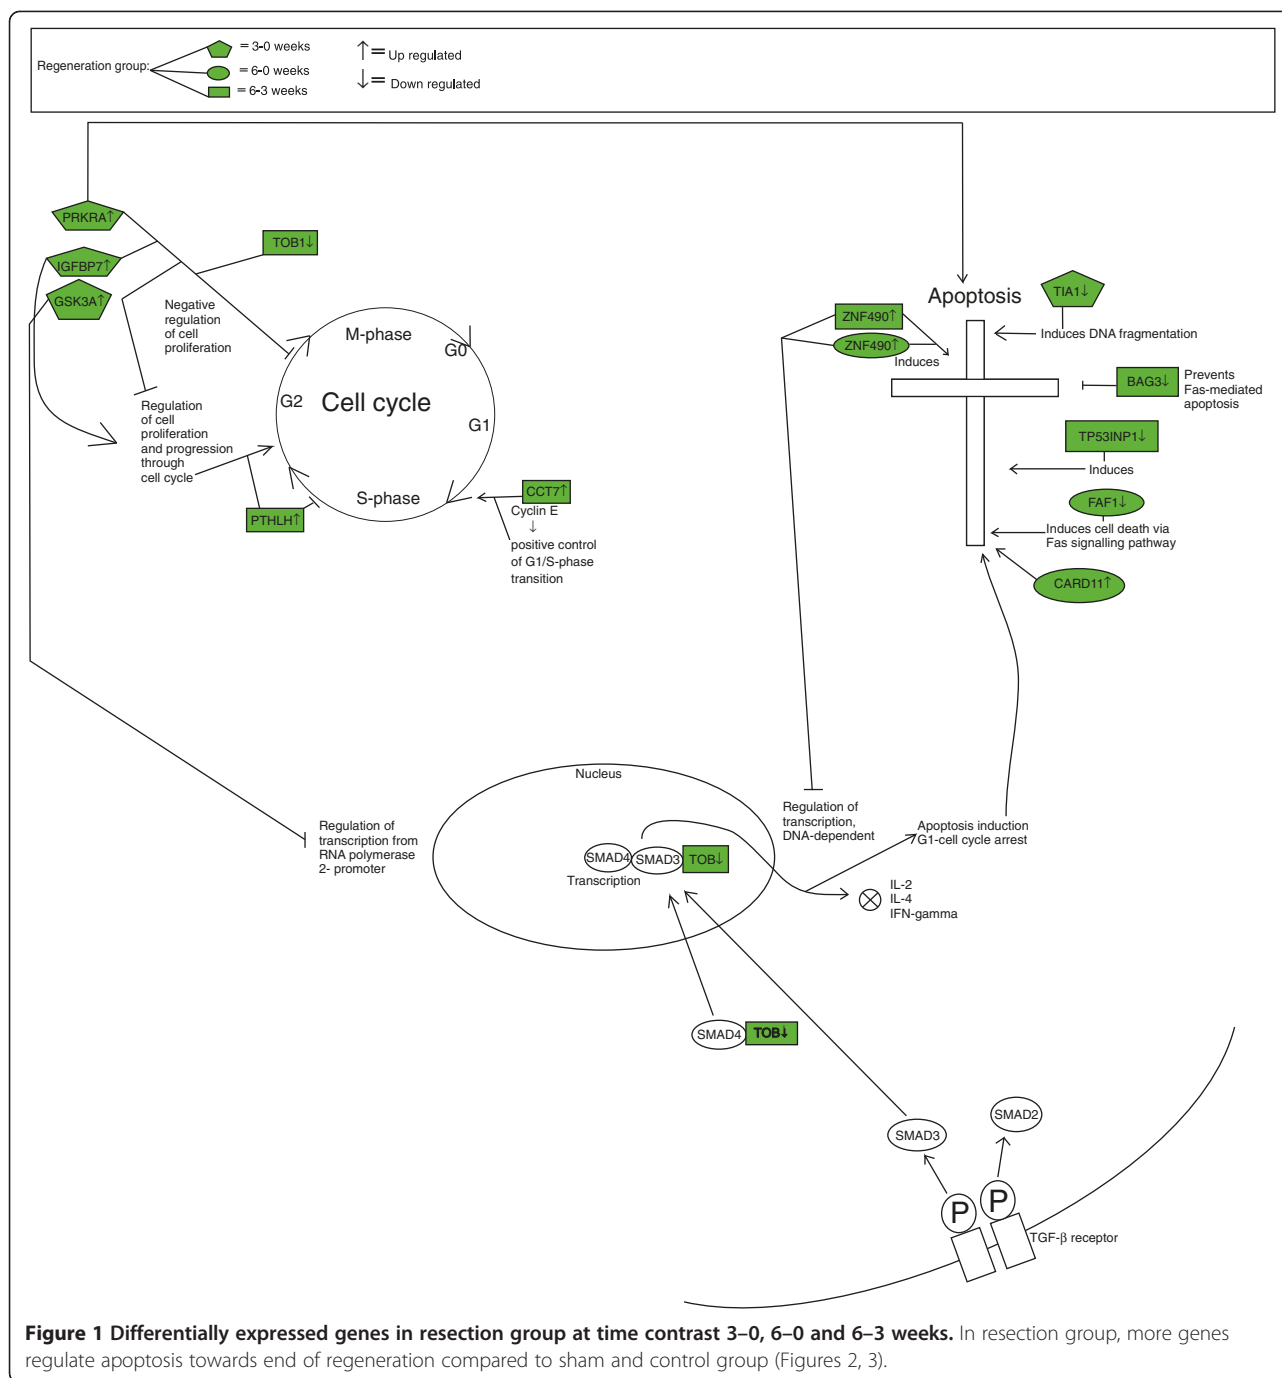 Regeneration group:
= 3-0 weeks
= 6-0 weeks
= 6-3 weeks
↑= Up regulated
↓= Down regulated
PRKRA↑
IGFBP7↑
GSK3A↑
TOB1↓
Negative
regulation
of cell
proliferation
Regulation
of cell
proliferation
and progression
through
cell cycle
PTHLH↑
M-phase
G0
G1
G2
Cell cycle
S-phase
CCT7↑
Cyclin E
↓
positive control
of G1/S-phase
transition
Apoptosis
TIA1↓
Induces DNA fragmentation
ZNF490↑
ZNF490↑
Induces
BAG3↓
Prevents
Fas-mediated
apoptosis
TP53INP1↓
Induces
FAF1↓
Induces cell death via
Fas signalling pathway
CARD11↑
Nucleus
Regulation of
transcription from
RNA polymerase
2- promoter
SMAD4
SMAD3
TOB↓
Transcription
Regulation of
transcription,
DNA-dependent
Apoptosis induction
G1-cell cycle arrest
IL-2
IL-4
IFN-gamma
SMAD4
TOB↓
SMAD3
SMAD2
P
P
TGF-β receptor
Figure 1 Differentially expressed genes in resection group at time contrast 3–0, 6–0 and 6–3 weeks. In resection group, more genes
regulate apoptosis towards end of regeneration compared to sham and control group (Figures 2, 3).